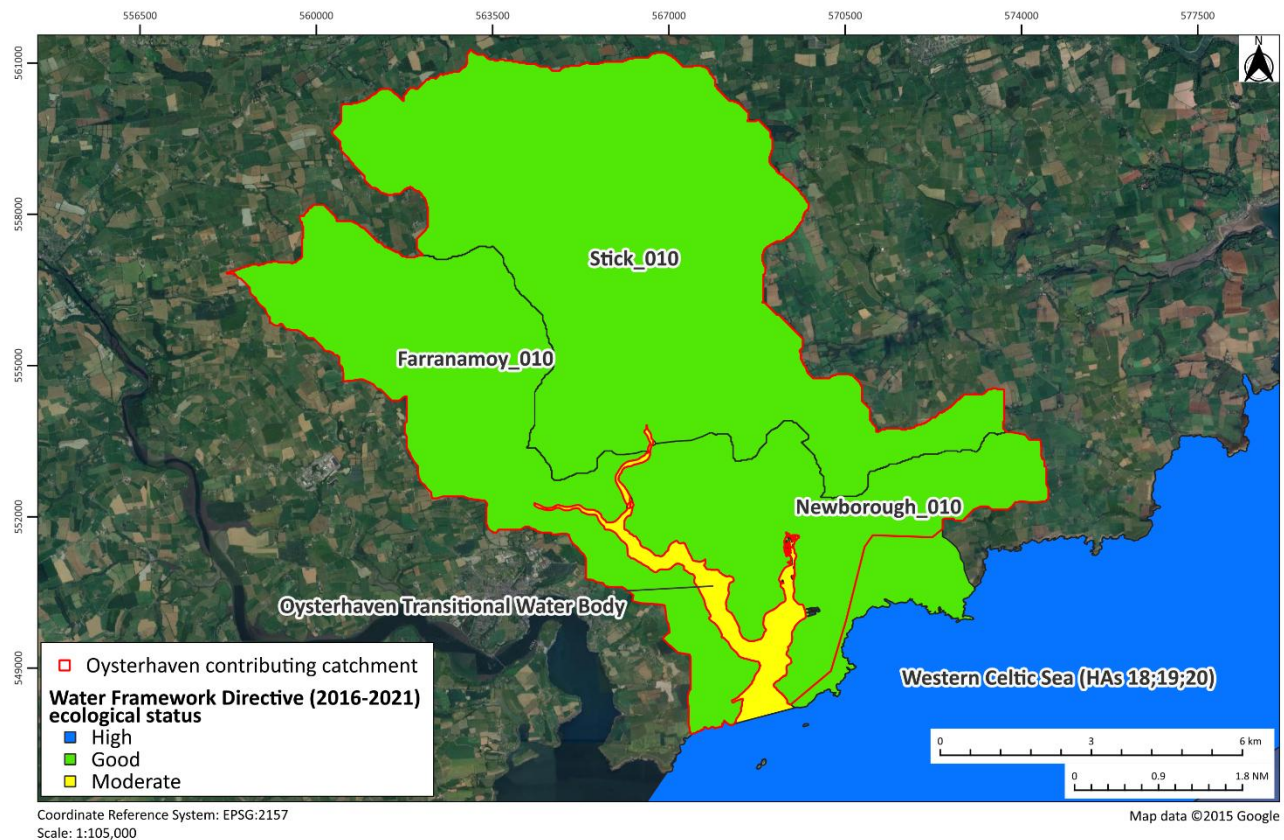 556500 560000 563500 567000 570500 574000 577500
561000
558000
555000
552000
549000
N
Stick_010
Farranamoy_010
Newborough_010
Oysterhaven Transitional Water Body
Western Celtic Sea (HAs 18;19;20)
Oysterhaven contributing catchment
Water Framework Directive (2016-2021)
ecological status
High
Good
Moderate
0 3 6 km
0 0.9 1.8 NM
Coordinate Reference System: EPSG:2157
Scale: 1:105,000
Map data ©2015 Google